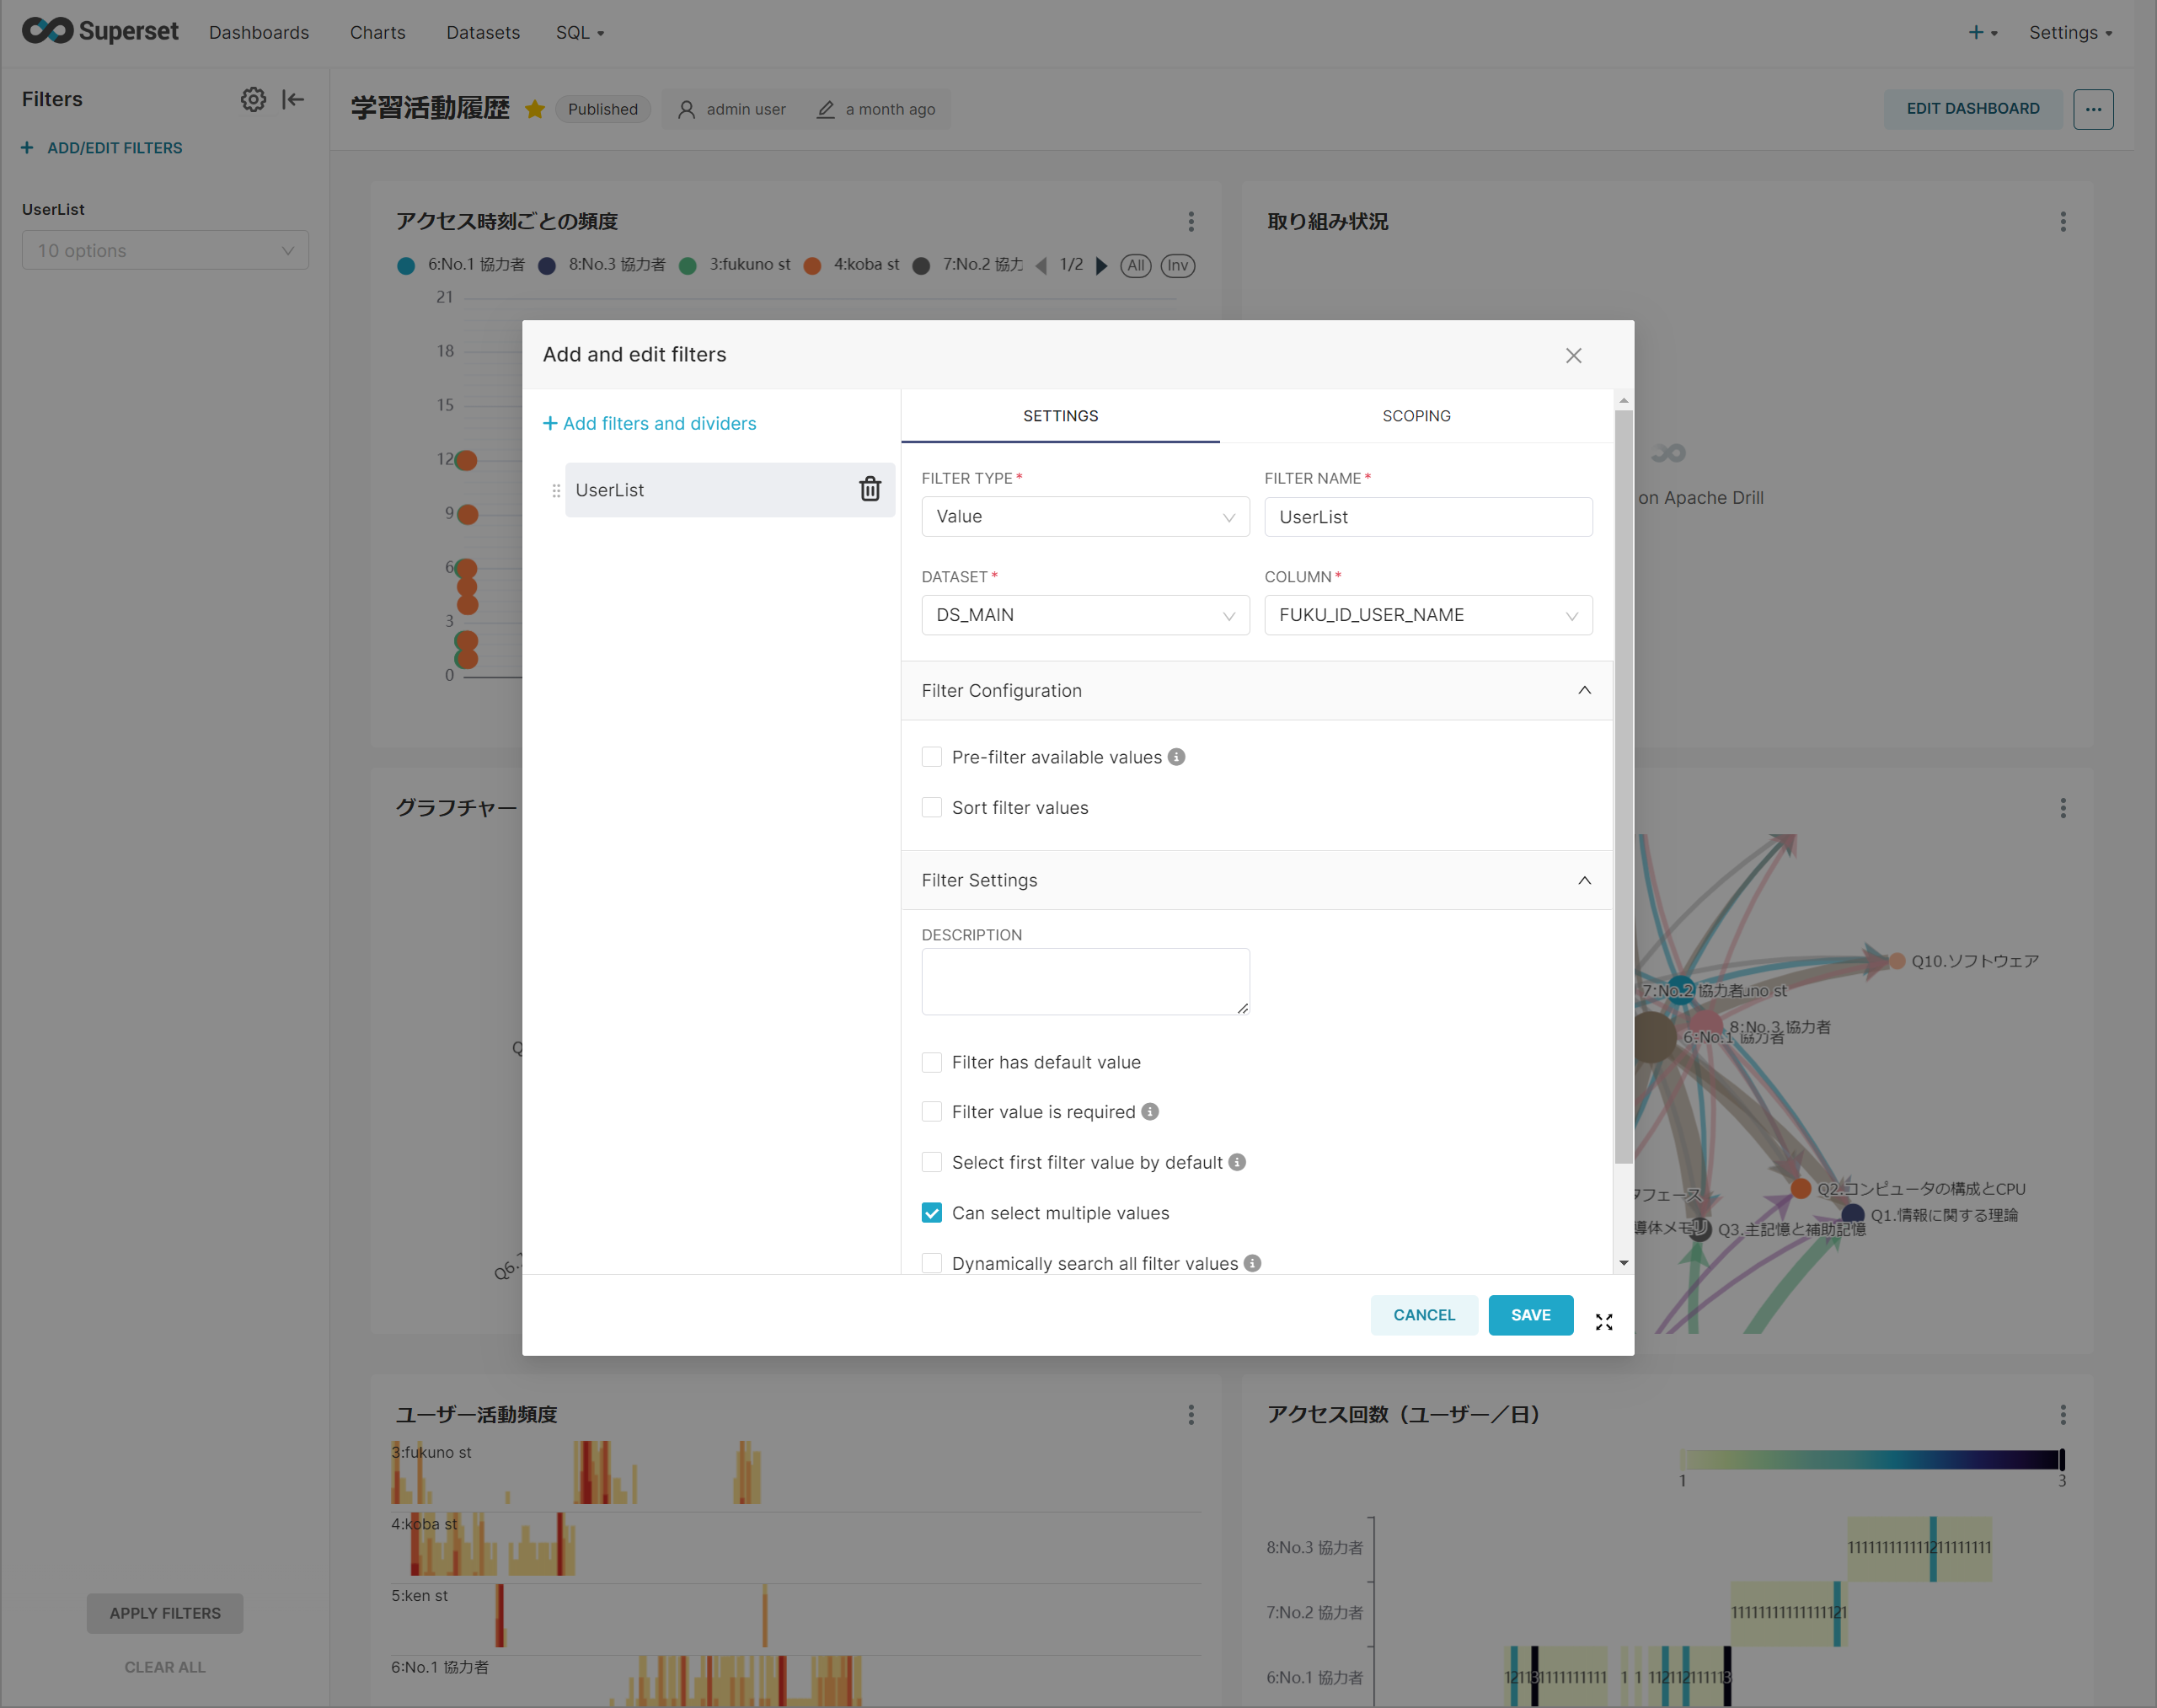 Superset Dashboards Charts Datasets SQL Settings
Filters
ADD/EDIT FILTERS
UserList
10 options
学習活動履歴 Published admin user a month ago EDIT DASHBOARD
アクセス時刻ごとの頻度
6:No.1 協力者 8:No.3 協力者 3:fukuno st 4:koba st 7:No.2 協力 1/2 All Inv
21
18
15
12
9
6
3
0
取り組み状況
on Apache Drill
Add and edit filters
+ Add filters and dividers
UserList
SETTINGS SCOPING
FILTER TYPE * FILTER NAME *
Value UserList
DATASET * COLUMN *
DS_MAIN FUKU_ID_USER_NAME
Filter Configuration
Pre-filter available values
Sort filter values
Filter Settings
DESCRIPTION
Filter has default value
Filter value is required
Select first filter value by default
Can select multiple values
Dynamically search all filter values
CANCEL SAVE
グラフチャー
Q
Q6.
Q10.ソフトウェア
7:No.2 協力者uno st
8:No.3 協力者
6:No.1 協力者
タフェース
Q2.コンピュータの構成とCPU
Q1.情報に関する理論
導体メモリ Q3.主記憶と補助記憶
ユーザー活動頻度
3:fukuno st
4:koba st
5:ken st
6:No.1 協力者
アクセス回数（ユーザー／日）
1 3
8:No.3 協力者
7:No.2 協力者
6:No.1 協力者
APPLY FILTERS
CLEAR ALL